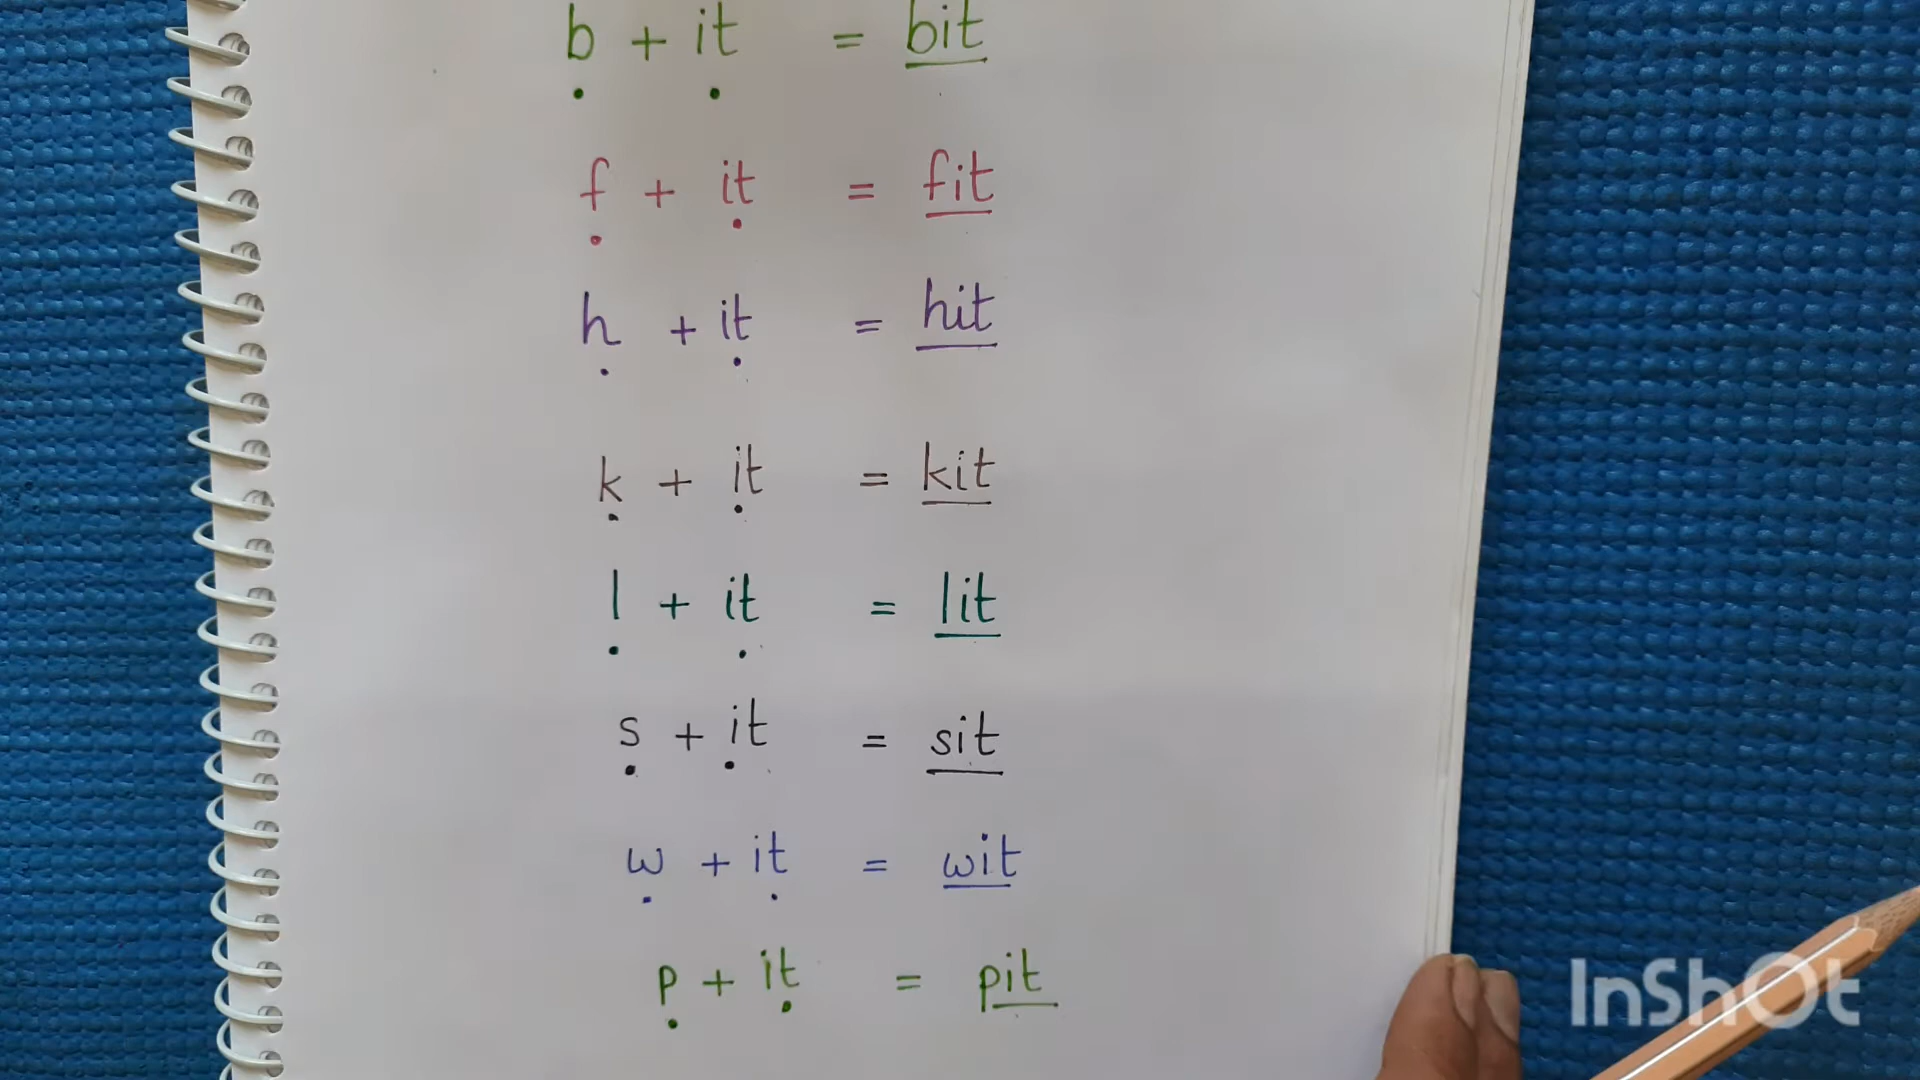 b + it = bit
f + it = fit
h + it = hit
k + it = kit
l + it = lit
s + it = sit
w + it = wit
p + it = pit
InShOt